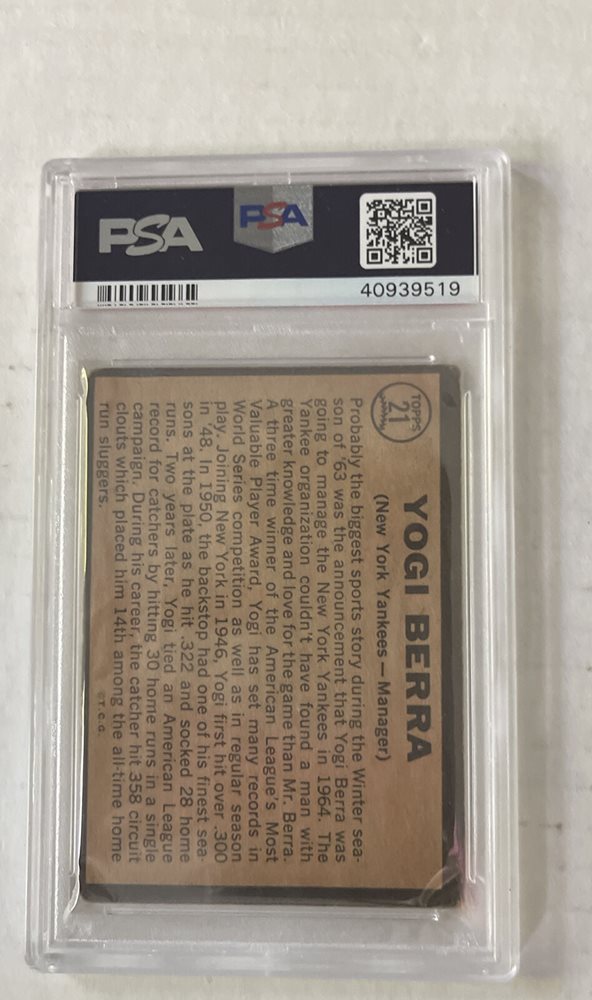 PSA
PSA
40939519
TOPPS
21
YOGI BERRA
(New York Yankees — Manager)
Probably the biggest sports story during the Winter sea-
son of '63 was the announcement that Yogi Berra was
going to manage the New York Yankees in 1964. The
Yankee organization couldn't have found a man with
greater knowledge and love for the game than Mr. Berra.
A three time winner of the American League's Most
Valuable Player Award, Yogi has set many records in
World Series competition as well as in regular season
play. Joining New York in 1946, Yogi first hit over .300
in '48. In 1950, the backstop had one of his finest sea-
sons at the plate as he hit .322 and socked 28 home
runs. Two years later, Yogi tied an American League
record for catchers by hitting 30 home runs in a single
campaign. During his career, the catcher hit 358 circuit
clouts which placed him 14th among the all-time home
run sluggers.
©T.C.G.